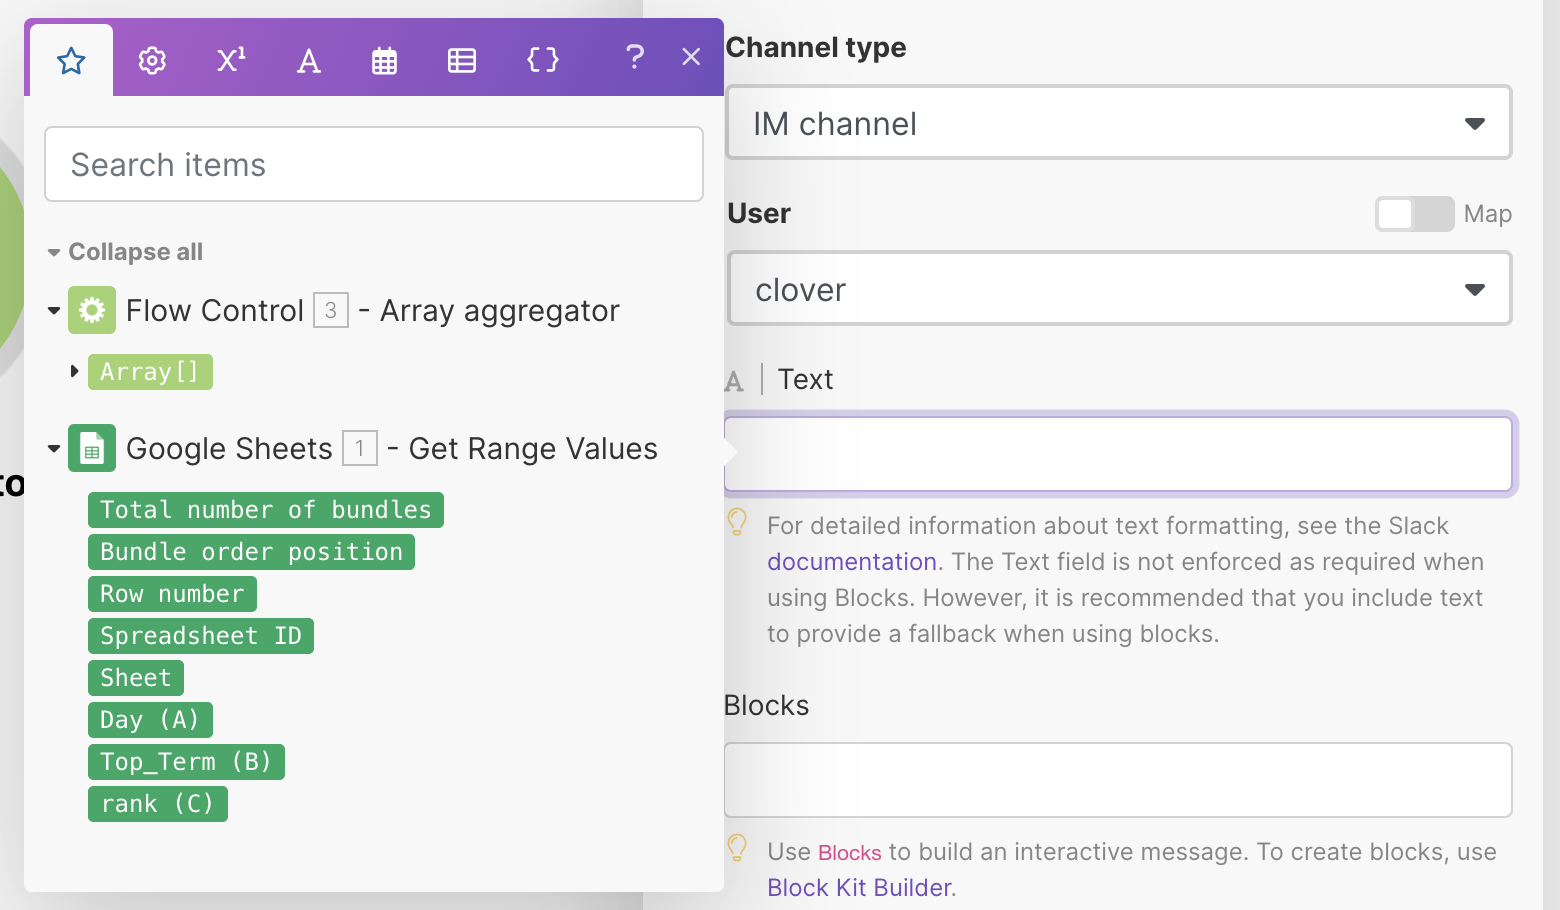 X¹ A ?
Search items
Collapse all
Flow Control 3 - Array aggregator
Array[]
Google Sheets 1 - Get Range Values
Total number of bundles
Bundle order position
Row number
Spreadsheet ID
Sheet
Day (A)
Top_Term (B)
rank (C)
to
Channel type
IM channel
User
Map
clover
A | Text
For detailed information about text formatting, see the Slack
documentation. The Text field is not enforced as required when
using Blocks. However, it is recommended that you include text
to provide a fallback when using blocks.
Blocks
Use Blocks to build an interactive message. To create blocks, use
Block Kit Builder.